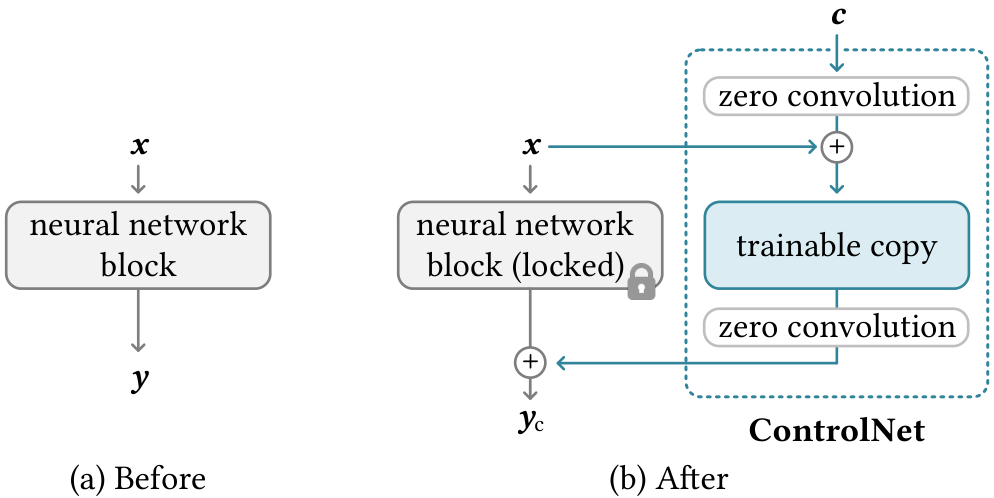 x
neural network
block
y
(a) Before
c
zero convolution
x
+
neural network
block (locked)
trainable copy
zero convolution
+
yc
ControlNet
(b) After